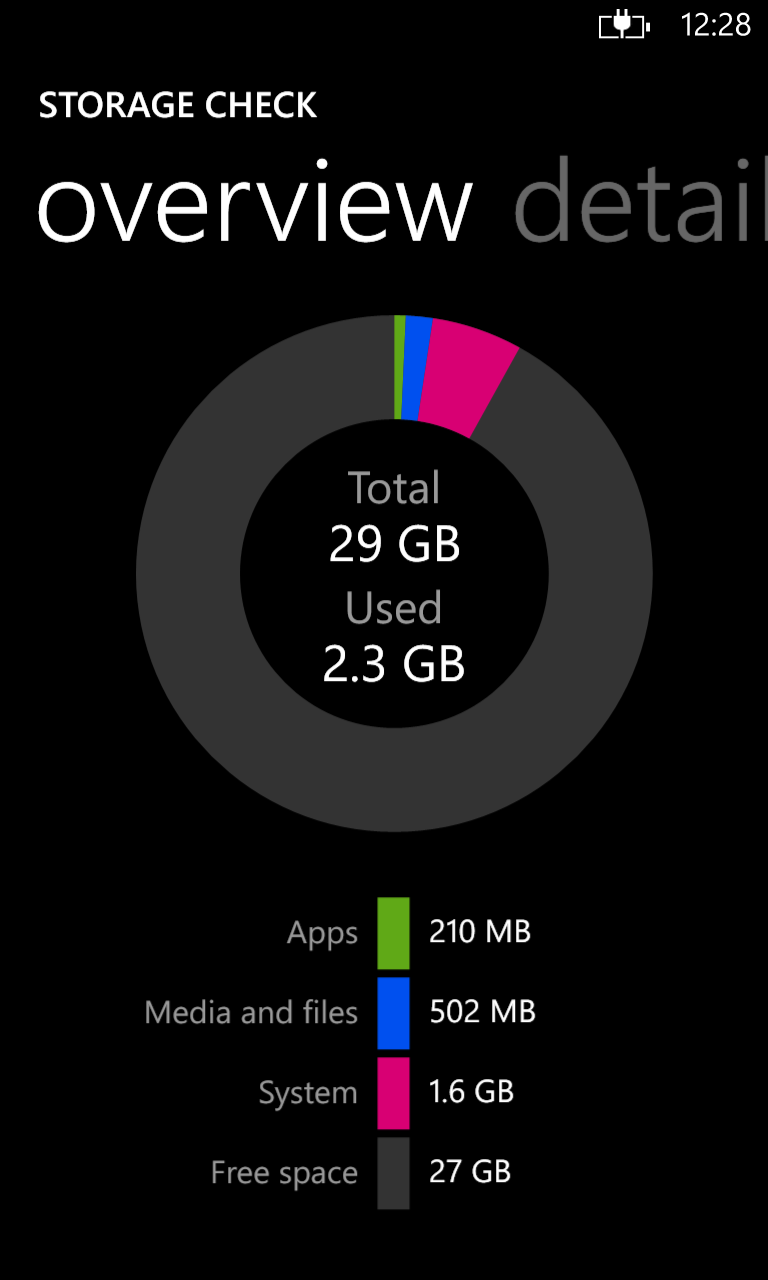 12:28
STORAGE CHECK
overview detail
Total
29 GB
Used
2.3 GB
Apps 210 MB
Media and files 502 MB
System 1.6 GB
Free space 27 GB